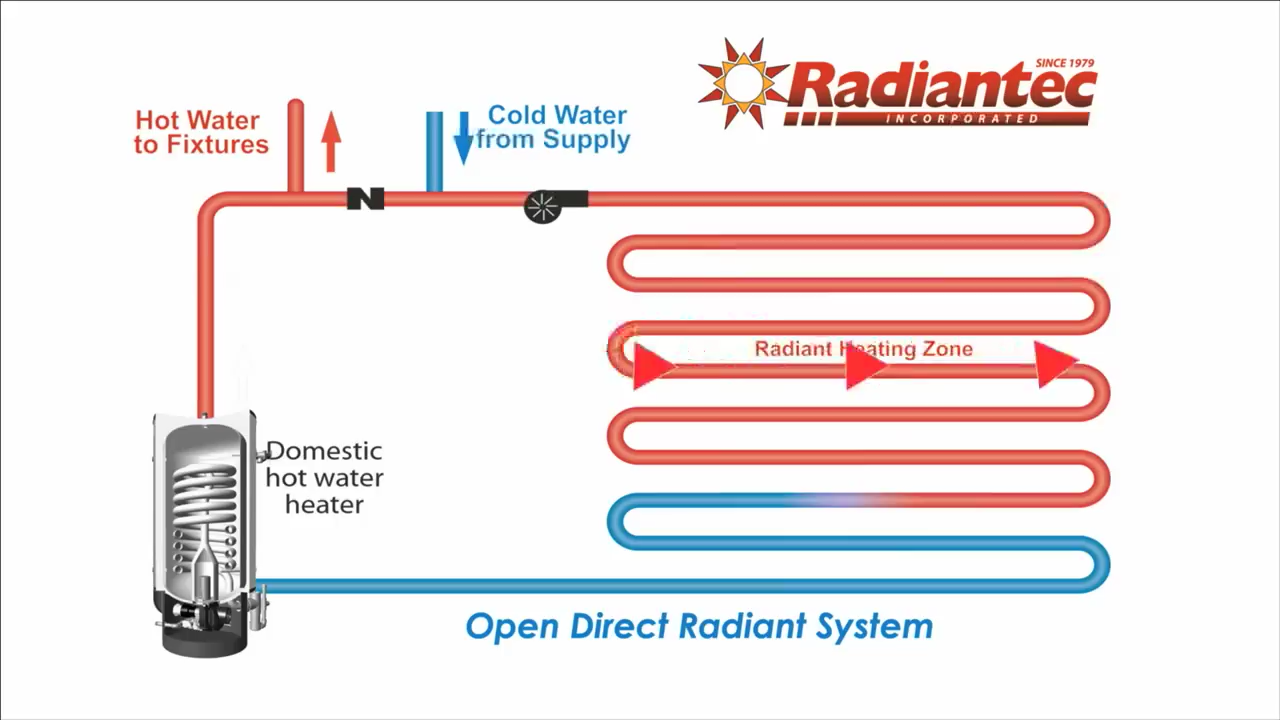 SINCE 1979
Radiantec
INCORPORATED
Hot Water
to Fixtures
Cold Water
from Supply
N
Radiant Heating Zone
Domestic
hot water
heater
Open Direct Radiant System